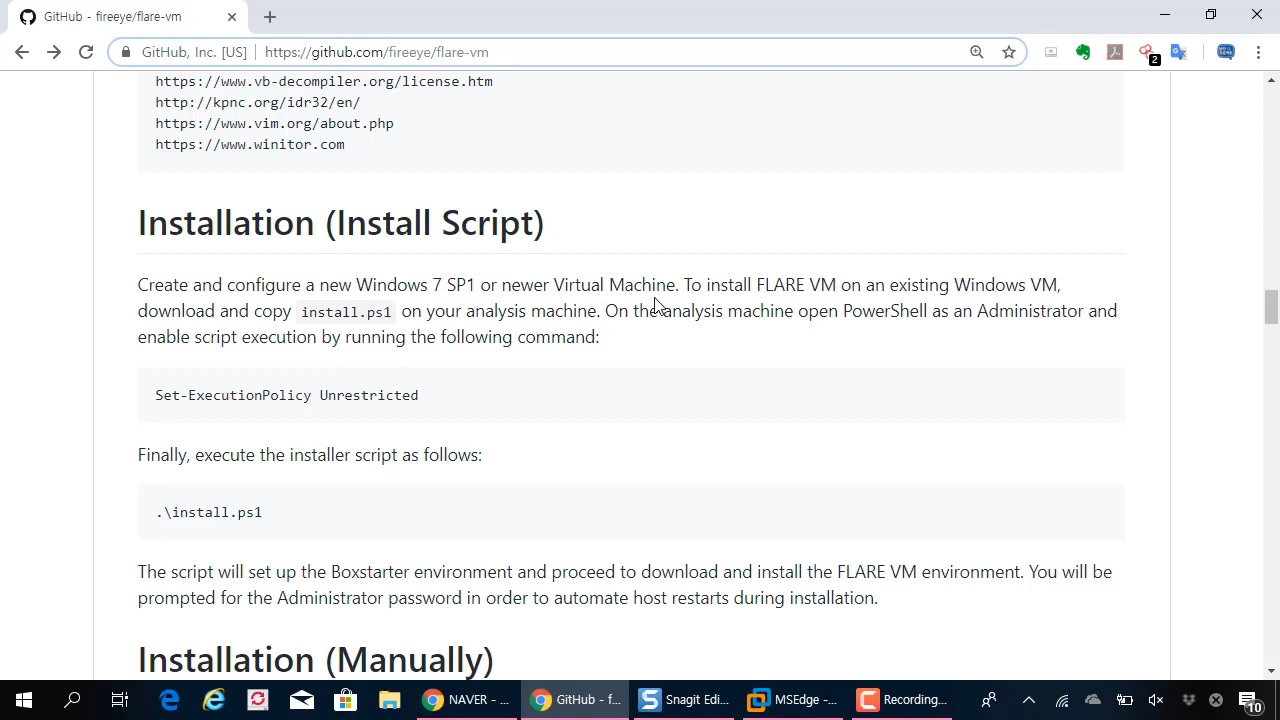 GitHub - fireeye/flare-vm
GitHub, Inc. [US] | https://github.com/fireeye/flare-vm
2
https://www.vb-decompiler.org/license.htm
http://kpnc.org/idr32/en/
https://www.vim.org/about.php
https://www.winitor.com
Installation (Install Script)
Create and configure a new Windows 7 SP1 or newer Virtual Machine. To install FLARE VM on an existing Windows VM,
download and copy install.ps1 on your analysis machine. On the analysis machine open PowerShell as an Administrator and
enable script execution by running the following command:
Set-ExecutionPolicy Unrestricted
Finally, execute the installer script as follows:
.\install.ps1
The script will set up the Boxstarter environment and proceed to download and install the FLARE VM environment. You will be
prompted for the Administrator password in order to automate host restarts during installation.
Installation (Manually)
NAVER - ...
GitHub - f...
Snagit Edi...
MSEdge - ...
Recording...
10